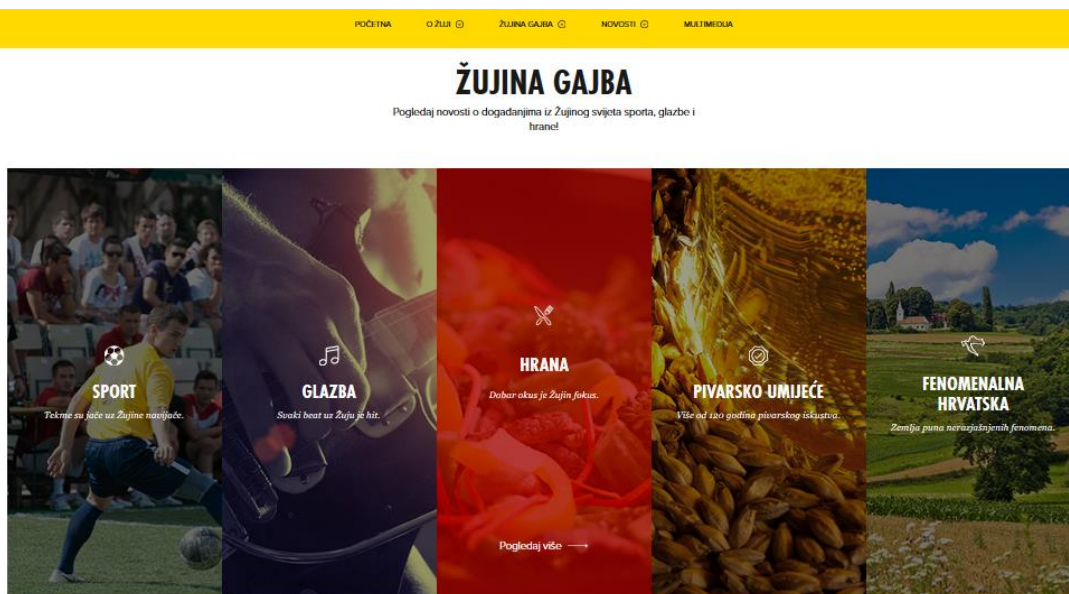 POČETNA O ŽUJI ŽUJINA GAJBA NOVOSTI MULTIMEDIJA
ŽUJINA GAJBA
Pogledaj novosti o događanjima iz Žujinog svijeta sporta, glazbe i
hrane!
SPORT
Tekme su jače uz Žujine navijače.
GLAZBA
Svaki beat uz Žuju je hit.
HRANA
Dobar okus je Žujin fokus.
Pogledaj više
PIVARSKO UMIJEĆE
Više od 120 godina pivarskog iskustva.
FENOMENALNA
HRVATSKA
Zemlja puna nerazjašnjenih fenomena.